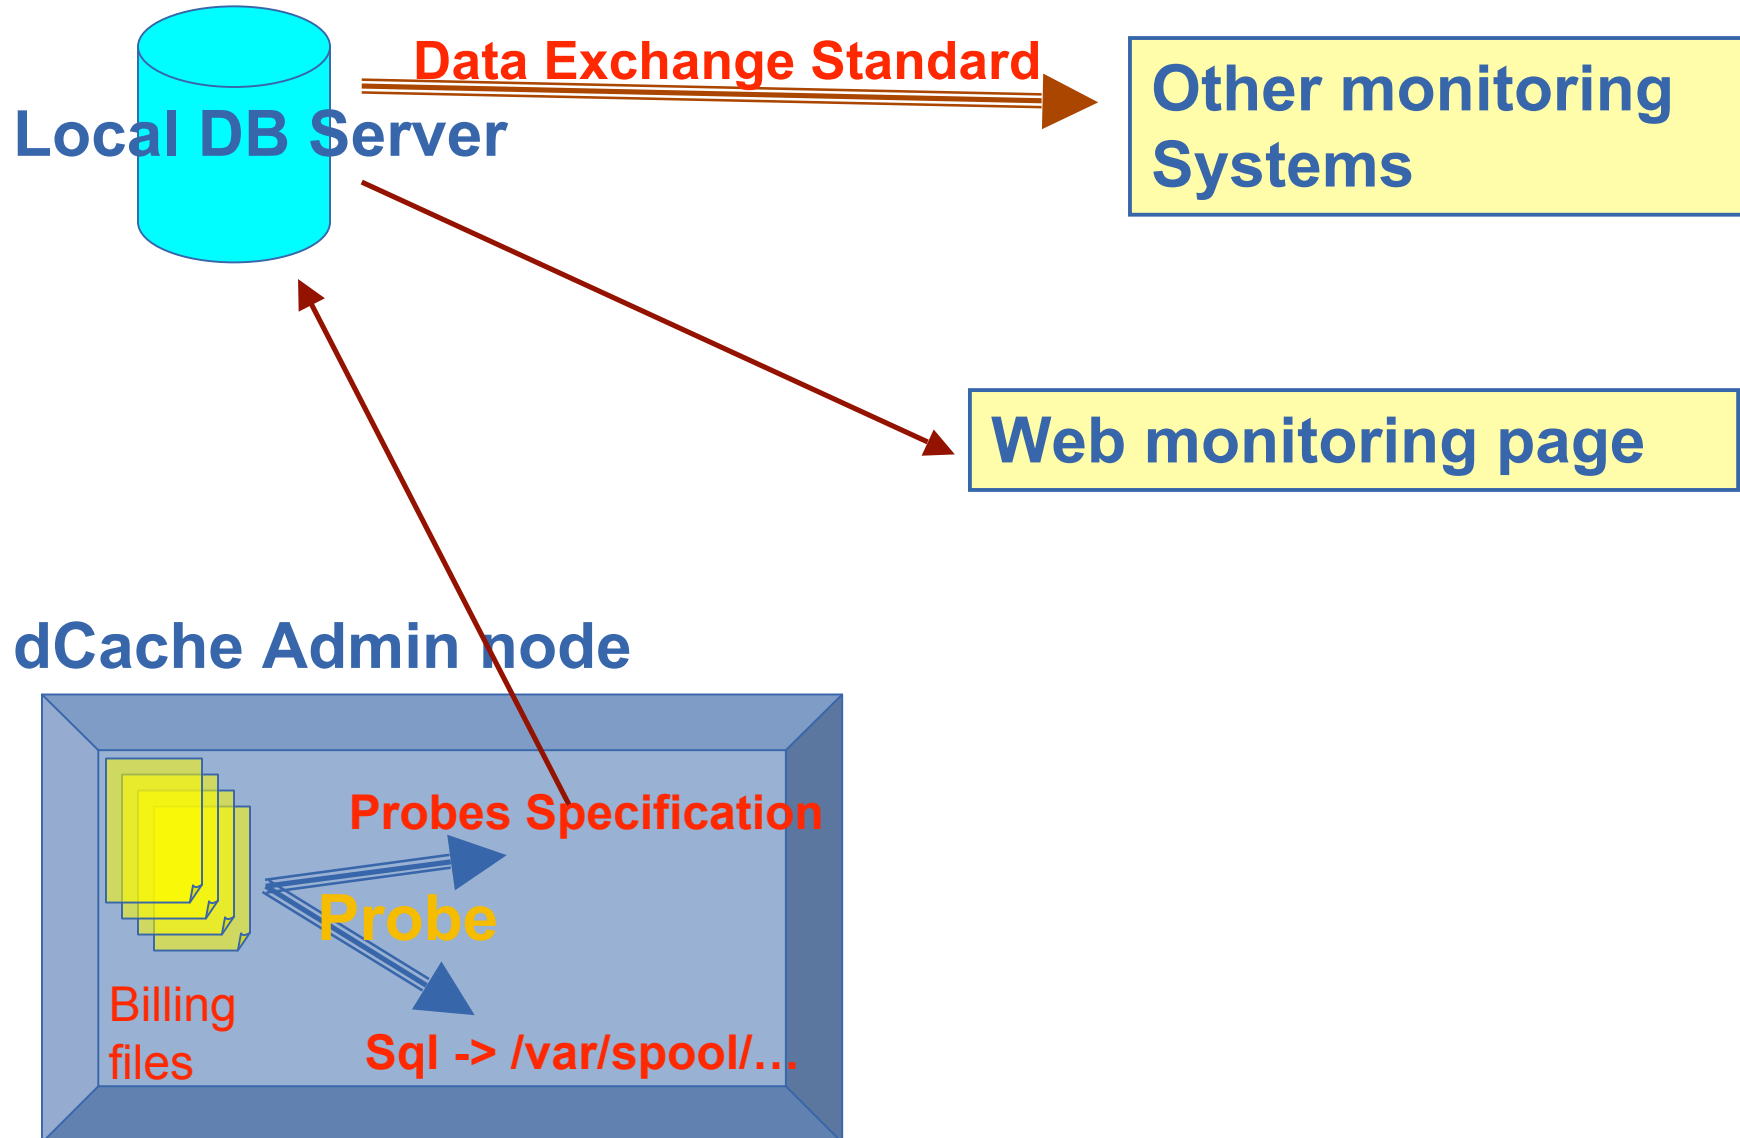 Data Exchange Standard
Other monitoring
Systems
Local DB Server
Web monitoring page
dCache Admin node
Probes Specification
Probe
Billing
files
Sql -> /var/spool/…